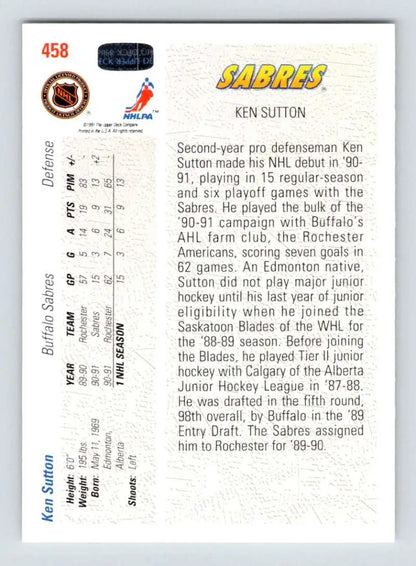 458
NHLPA
©1991 The Upper Deck Company
Printed in the U.S.A.
SABRES
KEN SUTTON
Second-year pro defenseman Ken
Sutton made his NHL debut in '90-
91, playing in 15 regular-season
and six playoff games with the
Sabres. He played the bulk of the
'90-91 campaign with Buffalo's
AHL farm club, the Rochester
Americans, scoring seven goals in
62 games. An Edmonton native,
Sutton did not play major junior
hockey until his last year of junior
eligibility when he joined the
Saskatoon Blades of the WHL for
the '88-89 season. Before joining
the Blades, he played Tier II junior
hockey with Calgary of the Alberta
Junior Hockey League in '87-88.
He was drafted in the fifth round,
98th overall, by Buffalo in the '89
Entry Draft. The Sabres assigned
him to Rochester for '89-90.
Ken Sutton Buffalo Sabres Defense
Height: 6'0"
Weight: 195 lbs.
Born: May 11, 1969
Edmonton,
Alberta
Shoots: Left
YEAR TEAM GP G A PTS PIM +/-
89-90 Rochester 57 5 14 19 83
90-91 Sabres 15 3 6 9 13 +2
90-91 Rochester 62 7 24 31 65
1 NHL SEASON 15 3 6 9 13